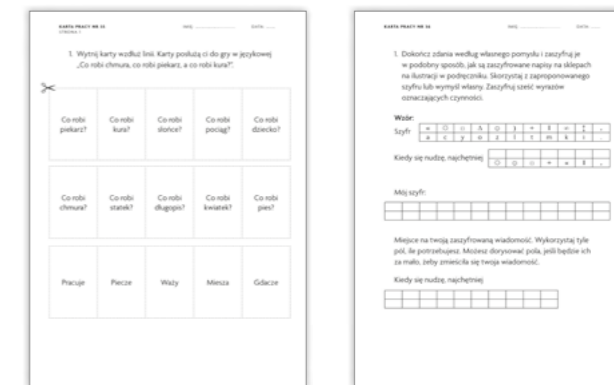 KARTA PRACY NR 33
STRONA 1
IMIĘ
DATA
1. Wytnij karty wzdłuż linii. Karty posłużą ci do gry w językowej
„Co robi chmura, co robi piekarz, a co robi kura?".
Co robi piekarz?
Co robi kura?
Co robi słońce?
Co robi pociąg?
Co robi dziecko?
Co robi chmura?
Co robi statek?
Co robi długopis?
Co robi kwiatek?
Co robi pies?
Pracuje
Piecze
Waży
Miesza
Gdacze
KARTA PRACY NR 34
IMIĘ
DATA
1. Dokończ zdania według własnego pomysłu i zaszyfruj je
w podobny sposób, jak są zaszyfrowane napisy na sklepach
na ilustracji w podręczniku. Skorzystaj z zaproponowanego
szyfru lub wymyśl własny. Zaszyfruj sześć wyrazów
oznaczających czynności.
Wzór:
Szyfr
Kiedy się nudzę, najchętniej
Mój szyfr:
Miejsce na twoją zaszyfrowaną wiadomość. Wykorzystaj tyle
pól, ile potrzebujesz. Możesz dorysować pola, jeśli będzie ich
za mało, żeby zmieściła się twoja wiadomość.
Kiedy się nudzę, najchętniej